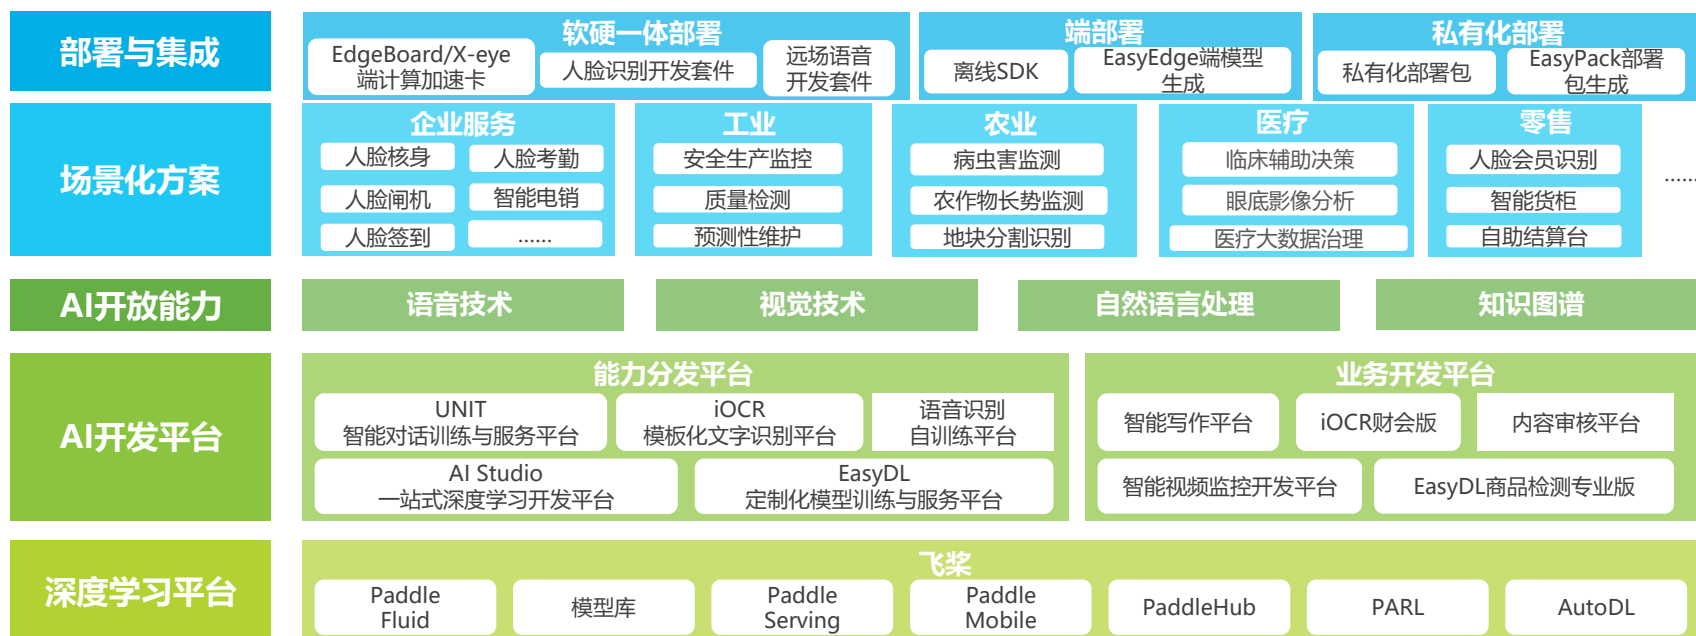 部署与集成
软硬一体部署
EdgeBoard/X-eye
端计算加速卡
人脸识别开发套件
远场语音
开发套件
端部署
离线SDK
EasyEdge端模型
生成
私有化部署
私有化部署包
EasyPack部署
包生成
场景化方案
企业服务
人脸核身
人脸考勤
人脸闸机
智能电销
人脸签到
......
工业
安全生产监控
质量检测
预测性维护
农业
病虫害监测
农作物长势监测
地块分割识别
医疗
临床辅助决策
眼底影像分析
医疗大数据治理
零售
人脸会员识别
智能货柜
自助结算台
......
AI开放能力
语音技术
视觉技术
自然语言处理
知识图谱
AI开发平台
能力分发平台
UNIT
智能对话训练与服务平台
iOCR
模板化文字识别平台
语音识别
自训练平台
AI Studio
一站式深度学习开发平台
EasyDL
定制化模型训练与服务平台
业务开发平台
智能写作平台
iOCR财会版
内容审核平台
智能视频监控开发平台
EasyDL商品检测专业版
深度学习平台
飞桨
Paddle
Fluid
模型库
Paddle
Serving
Paddle
Mobile
PaddleHub
PARL
AutoDL